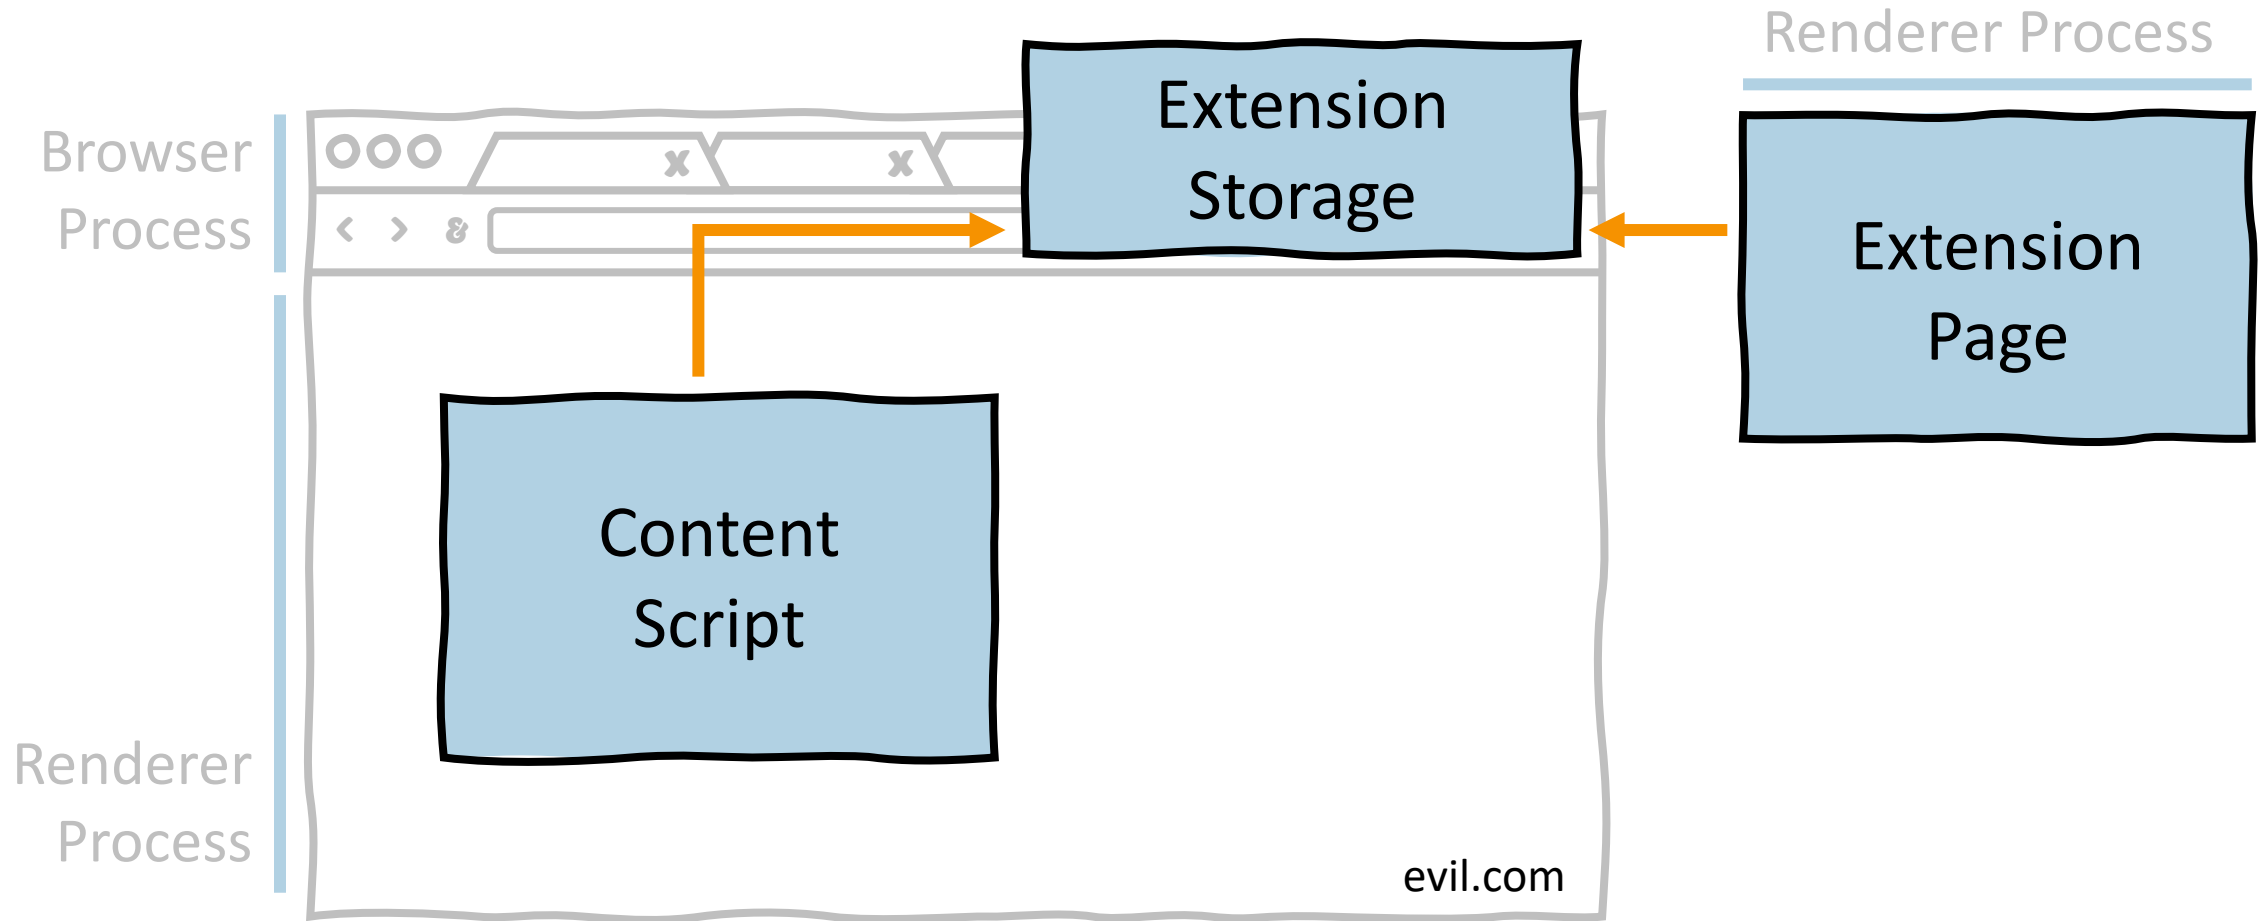 Renderer Process
Extension
Storage
Browser
Process
x
x
< > &
Extension
Page
Content
Script
Renderer
Process
evil.com